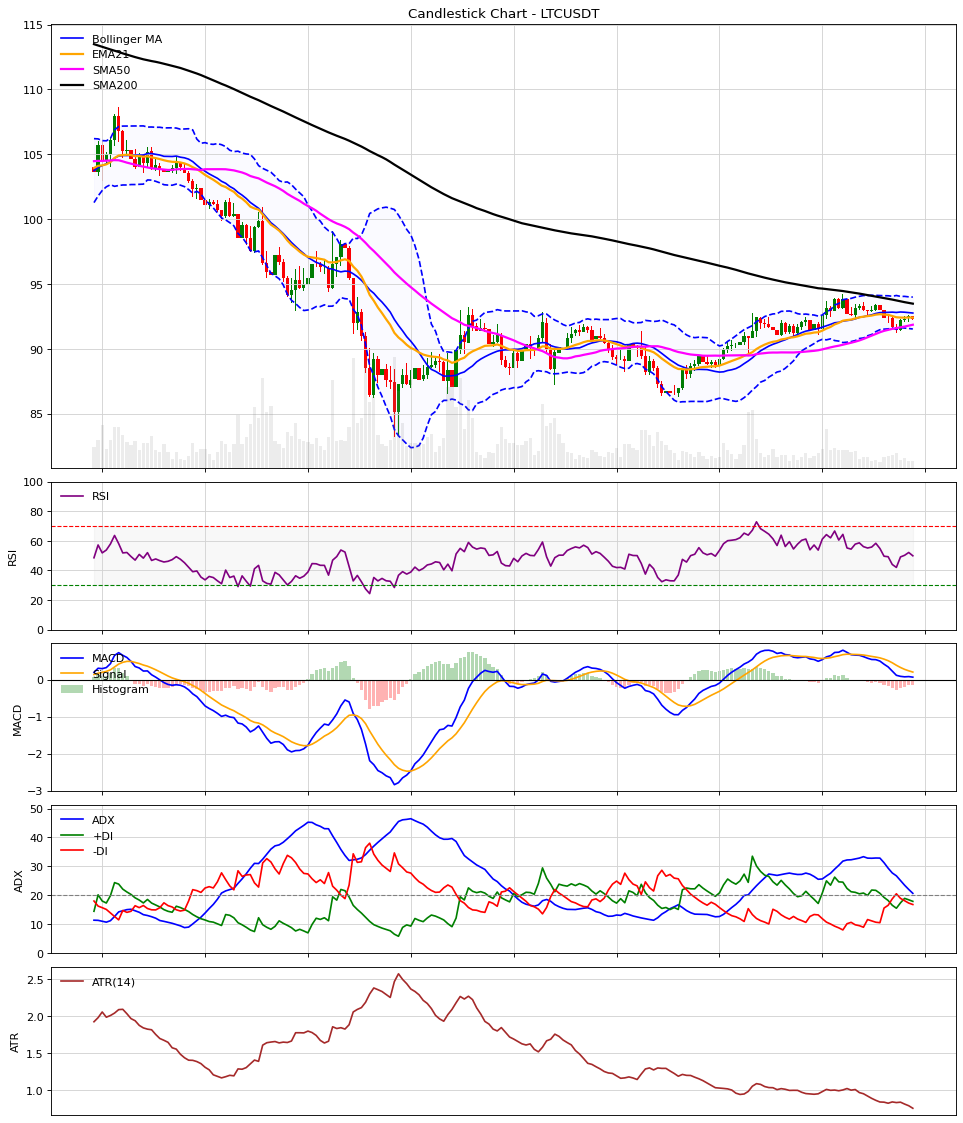 Candlestick Chart - LTCUSDT
115
110
105
100
95
90
85
Bollinger MA
EMA21
SMA50
SMA200
100
80
60
40
20
0
RSI
RSI
0
−1
−2
−3
MACD
MACD
Signal
Histogram
50
40
30
20
10
0
ADX
ADX
+DI
-DI
2.5
2.0
1.5
1.0
ATR
ATR(14)